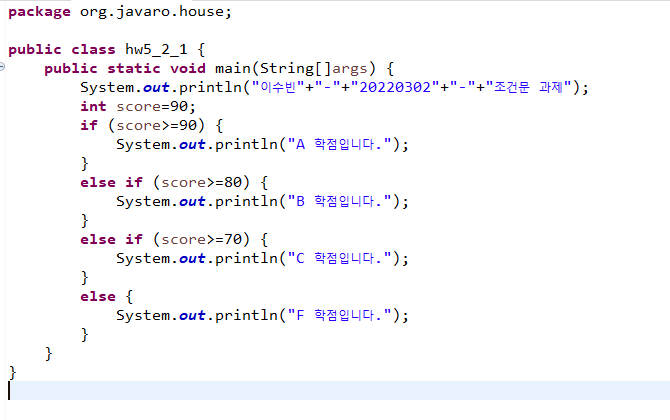 package org.javaro.house;
public class hw5_2_1 {
public static void main(String[]args) {
System.out.println("이수빈"+"-"+"20220302"+"-"+"조건문 과제");
int score=90;
if (score>=90) {
System.out.println("A 학점입니다.");
}
else if (score>=80) {
System.out.println("B 학점입니다.");
}
else if (score>=70) {
System.out.println("C 학점입니다.");
}
else {
System.out.println("F 학점입니다.");
}
}
}